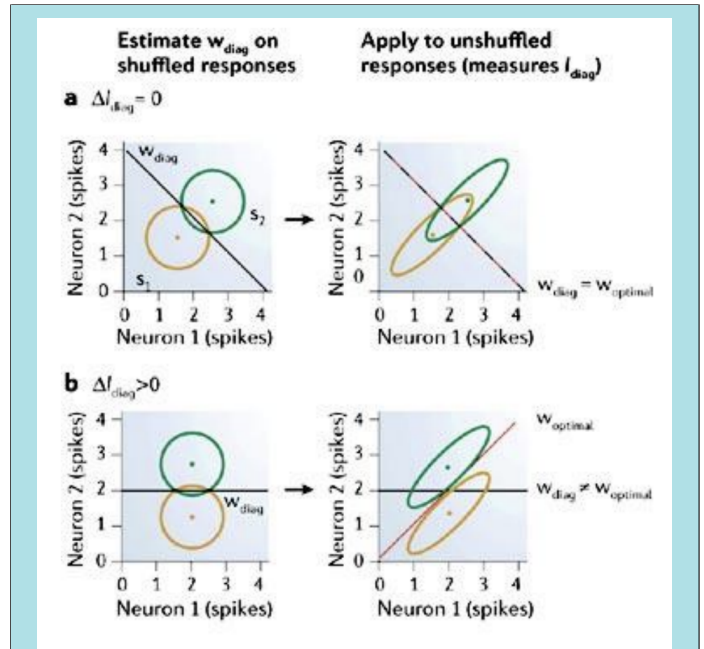 Estimate w_diag on
shuffled responses
Apply to unshuffled
responses (measures I_diag)
a ΔI_diag = 0
Neuron 2 (spikes)
4
3
2
1
0
w_diag
s_2
s_1
0 1 2 3 4
Neuron 1 (spikes)
Neuron 2 (spikes)
4
3
2
1
0
0 1 2 3 4
Neuron 1 (spikes)
w_diag = w_optimal
b ΔI_diag>0
Neuron 2 (spikes)
4
3
2
1
0
w_diag
0 1 2 3 4
Neuron 1 (spikes)
Neuron 2 (spikes)
4
3
2
1
0
0 1 2 3 4
Neuron 1 (spikes)
w_optimal
w_diag ≠ w_optimal